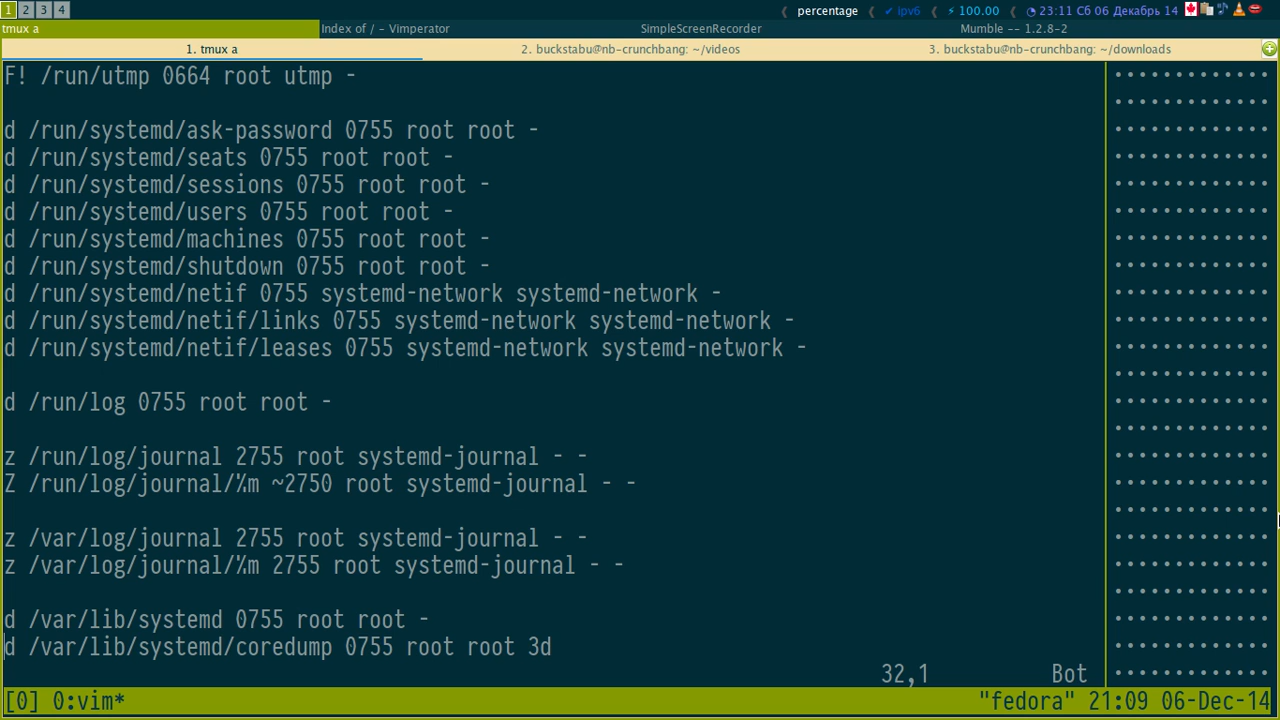 1 2 3 4 percentage ipv6 100.00 23:11 Сб 06 Декабрь 14
tmux a Index of / - Vimperator SimpleScreenRecorder Mumble -- 1.2.8-2
1. tmux a 2. buckstabu@nb-crunchbang: ~/videos 3. buckstabu@nb-crunchbang: ~/downloads
F! /run/utmp 0664 root utmp -
d /run/systemd/ask-password 0755 root root -
d /run/systemd/seats 0755 root root -
d /run/systemd/sessions 0755 root root -
d /run/systemd/users 0755 root root -
d /run/systemd/machines 0755 root root -
d /run/systemd/shutdown 0755 root root -
d /run/systemd/netif 0755 systemd-network systemd-network -
d /run/systemd/netif/links 0755 systemd-network systemd-network -
d /run/systemd/netif/leases 0755 systemd-network systemd-network -
d /run/log 0755 root root -
z /run/log/journal 2755 root systemd-journal - -
Z /run/log/journal/%m ~2750 root systemd-journal - -
z /var/log/journal 2755 root systemd-journal - -
z /var/log/journal/%m 2755 root systemd-journal - -
d /var/lib/systemd 0755 root root -
d /var/lib/systemd/coredump 0755 root root 3d
32,1 Bot
[0] 0:vim* "fedora" 21:09 06-Dec-14